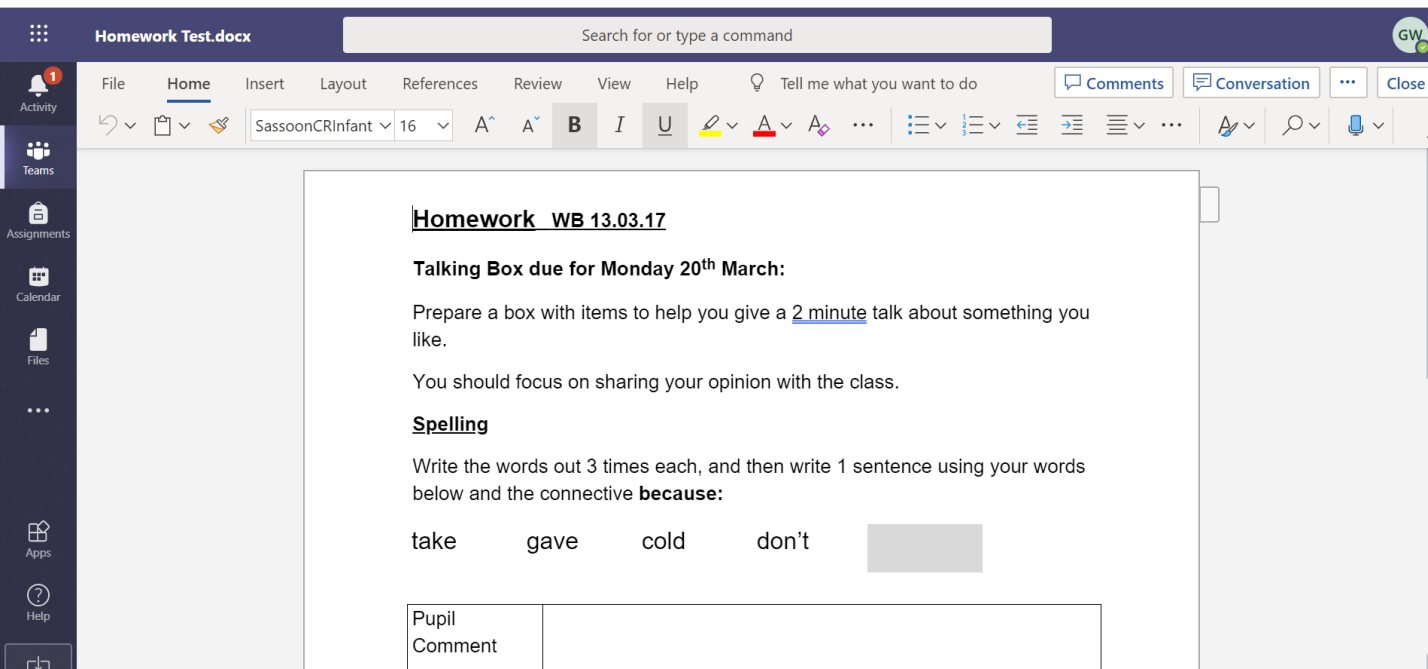 Homework Test.docx
Search for or type a command
GW
1
Activity
Teams
Assignments
Calendar
Files
Apps
Help
File Home Insert Layout References Review View Help Tell me what you want to do Comments Conversation ... Close
SassoonCRInfant 16 A A B I U A A ...
Homework WB 13.03.17
Talking Box due for Monday 20th March:
Prepare a box with items to help you give a 2 minute talk about something you
like.
You should focus on sharing your opinion with the class.
Spelling
Write the words out 3 times each, and then write 1 sentence using your words
below and the connective because:
take gave cold don’t
Pupil
Comment